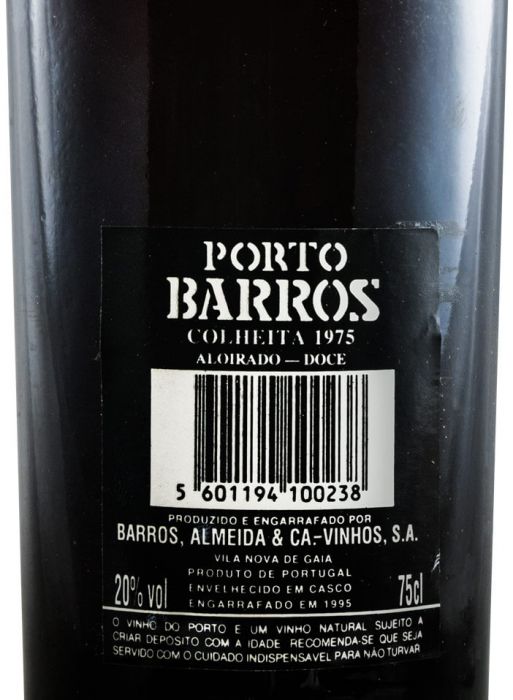 PORTO
BARROS
COLHEITA 1975
ALOIRADO — DOCE
5 601194 100238
PRODUZIDO E ENGARRAFADO POR
BARROS, ALMEIDA & CA-VINHOS, S.A.
VILA NOVA DE GAIA
PRODUTO DE PORTUGAL
20% vol ENVELHECIDO EM CASCO 75cl
ENGARRAFADO EM 1995
O VINHO DO PORTO E UM VINHO NATURAL SUJEITO A
CRIAR DEPOSITO COM A IDADE RECOMENDA-SE QUE SEJA
SERVIDO COM O CUIDADO INDISPENSAVEL PARA NÃO TURVAR